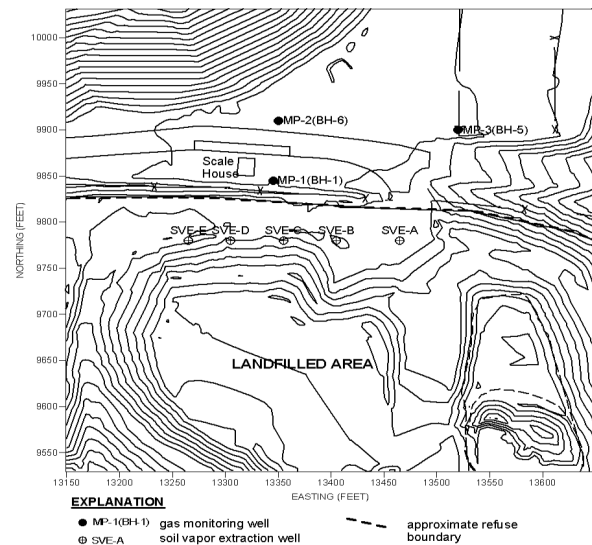 10000
9950
9900
9850
9800
9750
9700
9650
9600
9550
NORTHING (FEET)
MP-2(BH-6)
MP-3(BH-5)
Scale
House
MP-1(BH-1)
SVE-E
SVE-D
SVE-C
SVE-B
SVE-A
LANDFILLED AREA
13150 13200 13250 13300 13350 13400 13450 13500 13550 13600
EASTING (FEET)
EXPLANATION
MP-1(BH-1) gas monitoring well
SVE-A soil vapor extraction well
approximate refuse
boundary